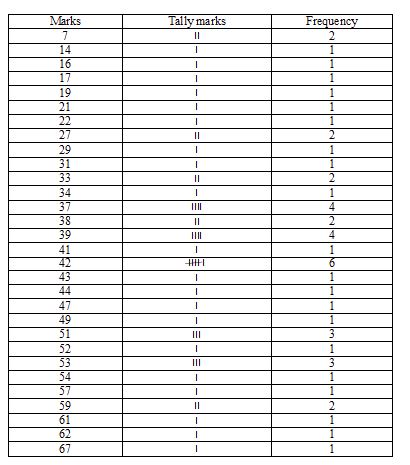 Marks Tally marks Frequency
7 II 2
14 I 1
16 I 1
17 I 1
19 I 1
21 I 1
22 I 1
27 II 2
29 I 1
31 I 1
33 II 2
34 I 1
37 IIII 4
38 II 2
39 IIII 4
41 I 1
42 IIII I 6
43 I 1
44 I 1
47 I 1
49 I 1
51 III 3
52 I 1
53 III 3
54 I 1
57 I 1
59 II 2
61 I 1
62 I 1
67 I 1